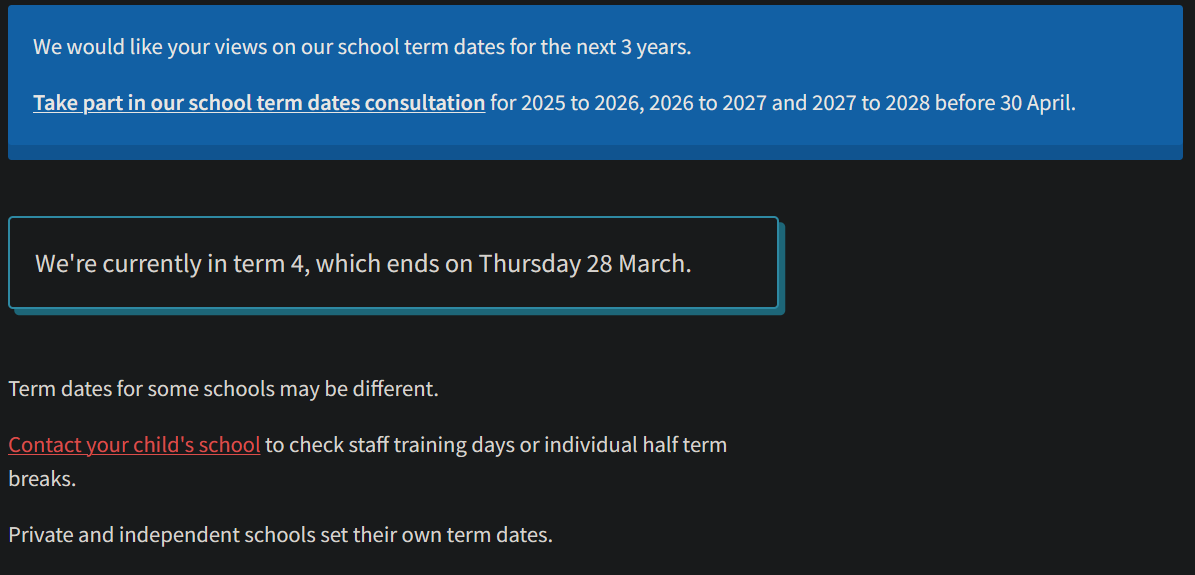 We would like your views on our school term dates for the next 3 years.
Take part in our school term dates consultation for 2025 to 2026, 2026 to 2027 and 2027 to 2028 before 30 April.
We're currently in term 4, which ends on Thursday 28 March.
Term dates for some schools may be different.
Contact your child's school to check staff training days or individual half term
breaks.
Private and independent schools set their own term dates.